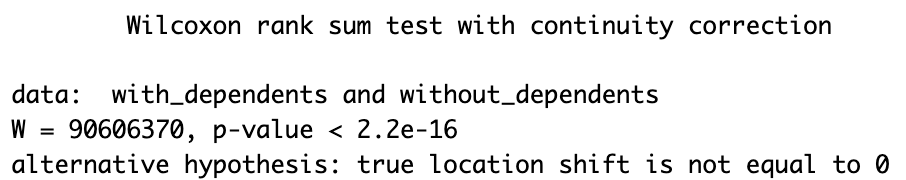 Wilcoxon rank sum test with continuity correction
data:  with_dependents and without_dependents
W = 90606370, p-value < 2.2e-16
alternative hypothesis: true location shift is not equal to 0